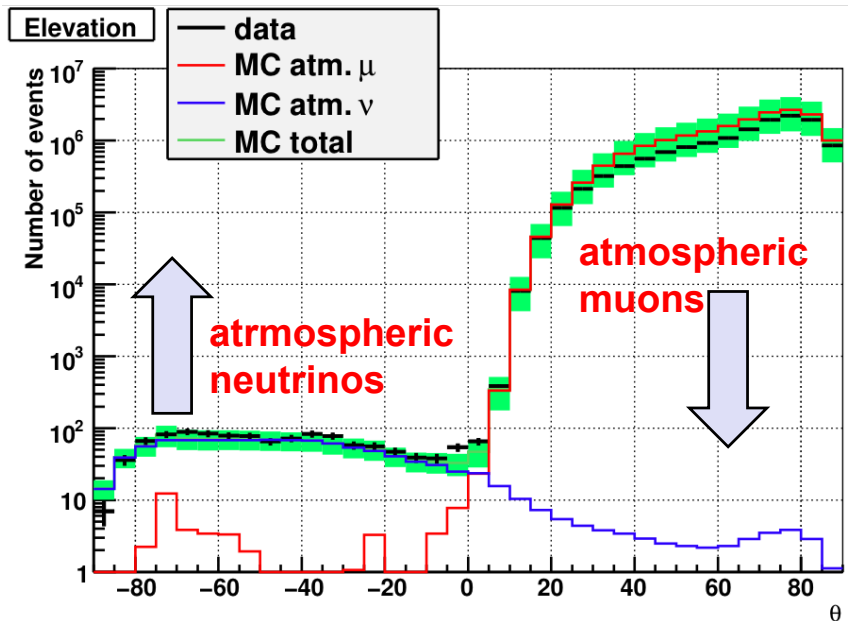 Elevation
data
MC atm. μ
MC atm. ν
MC total
Number of events
10⁷
10⁶
10⁵
10⁴
10³
10²
10
1
atmospheric
muons
atrmospheric
neutrinos
−80 −60 −40 −20 0 20 40 60 80
θ